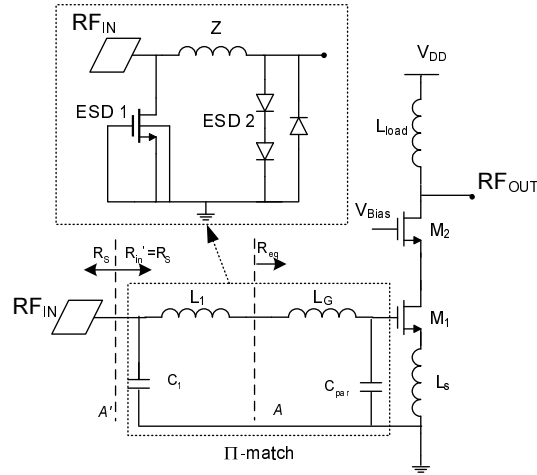 RF_IN
Z
ESD 1
ESD 2
V_DD
L_load
RF_OUT
V_Bias
M_2
R_S
R_in'=R_S
R_eq
RF_IN
L_1
L_G
M_1
C_1
C_par
L_s
A'
A
Π-match